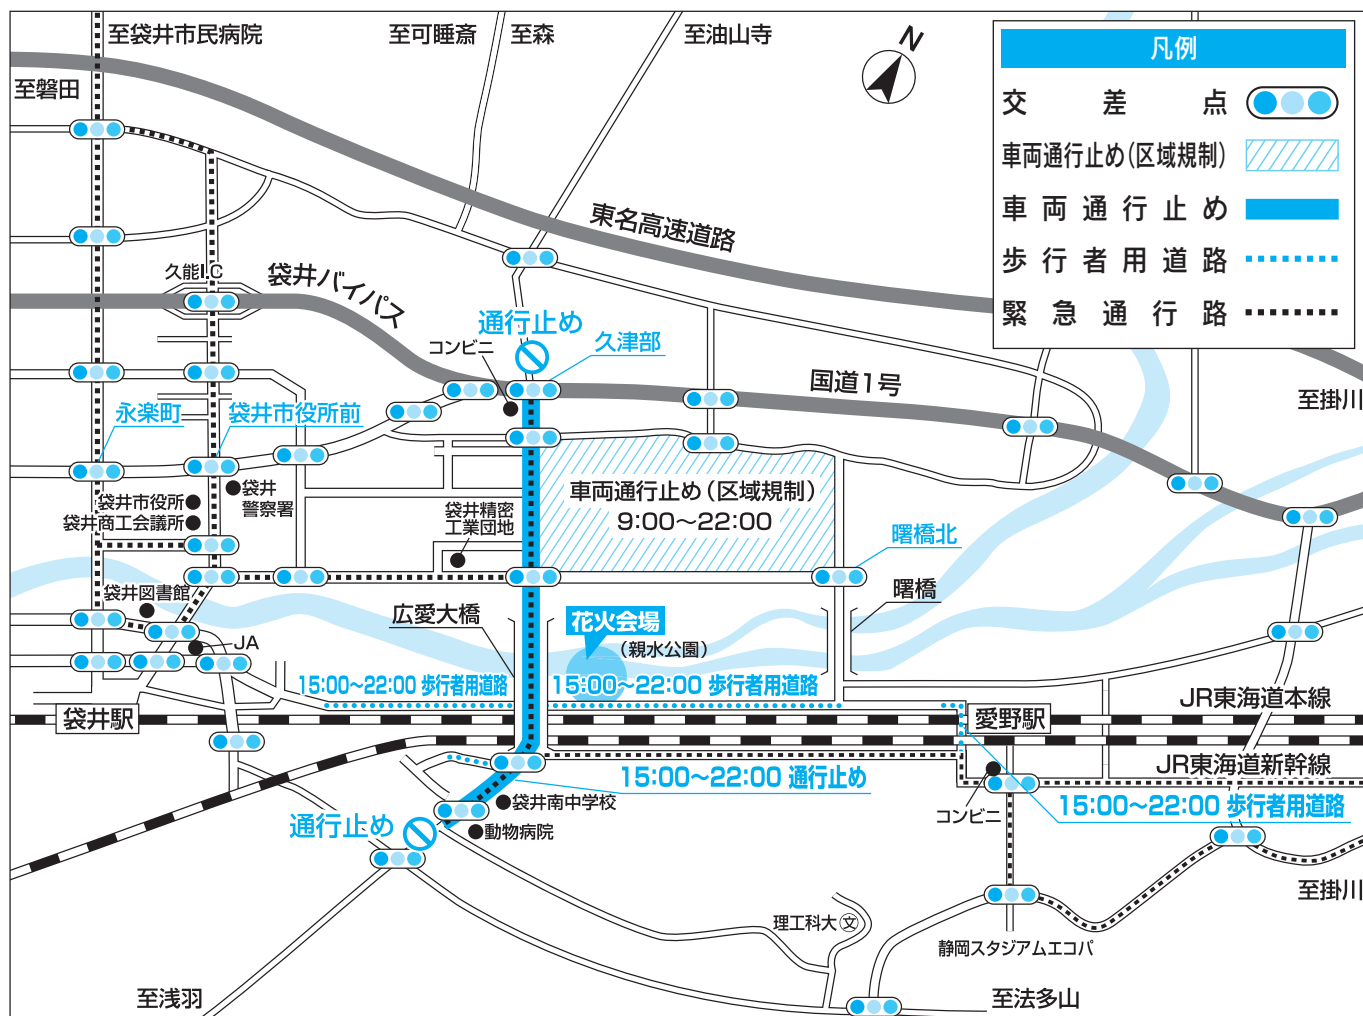 至袋井市民病院
至可睡斎
至森
至油山寺
N
至磐田
凡例
交差点
車両通行止め(区域規制)
車両通行止め
歩行者用道路
緊急通行路
東名高速道路
久能I.C
袋井バイパス
通行止め
コンビニ
久津部
国道1号
至掛川
永楽町
袋井市役所前
袋井市役所
袋井商工会議所
袋井
警察署
袋井精密
工業団地
車両通行止め(区域規制)
9:00〜22:00
曙橋北
袋井図書館
広愛大橋
花火会場
(親水公園)
曙橋
JA
15:00〜22:00 歩行者用道路
15:00〜22:00 歩行者用道路
袋井駅
愛野駅
JR東海道本線
JR東海道新幹線
15:00〜22:00 通行止め
15:00〜22:00 歩行者用道路
コンビニ
袋井南中学校
動物病院
通行止め
至掛川
理工科大 文
静岡スタジアムエコパ
至浅羽
至法多山